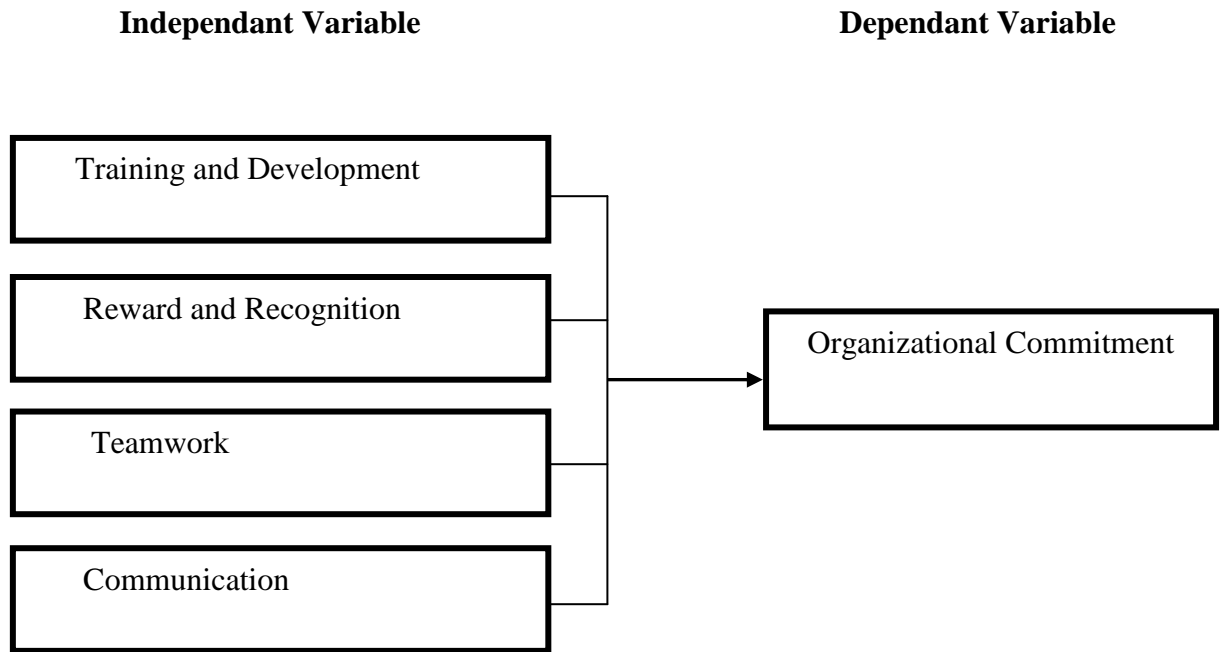 Independant Variable
Dependant Variable
Training and Development
Reward and Recognition
Organizational Commitment
Teamwork
Communication